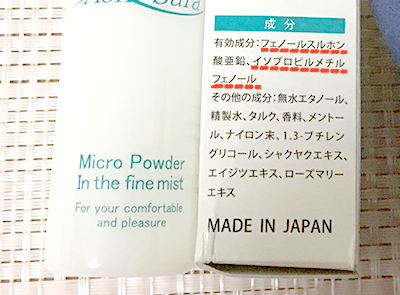 Micro Powder
In the fine mist
For your comfortable
and pleasure
成分
有効成分:フェノールスルホン
酸亜鉛、イソプロピルメチル
フェノール
その他の成分:無水エタノール、
精製水、タルク、香料、メントー
ル、ナイロン末、1.3-ブチレン
グリコール、シャクヤクエキス、
エイジツエキス、ローズマリー
エキス
MADE IN JAPAN